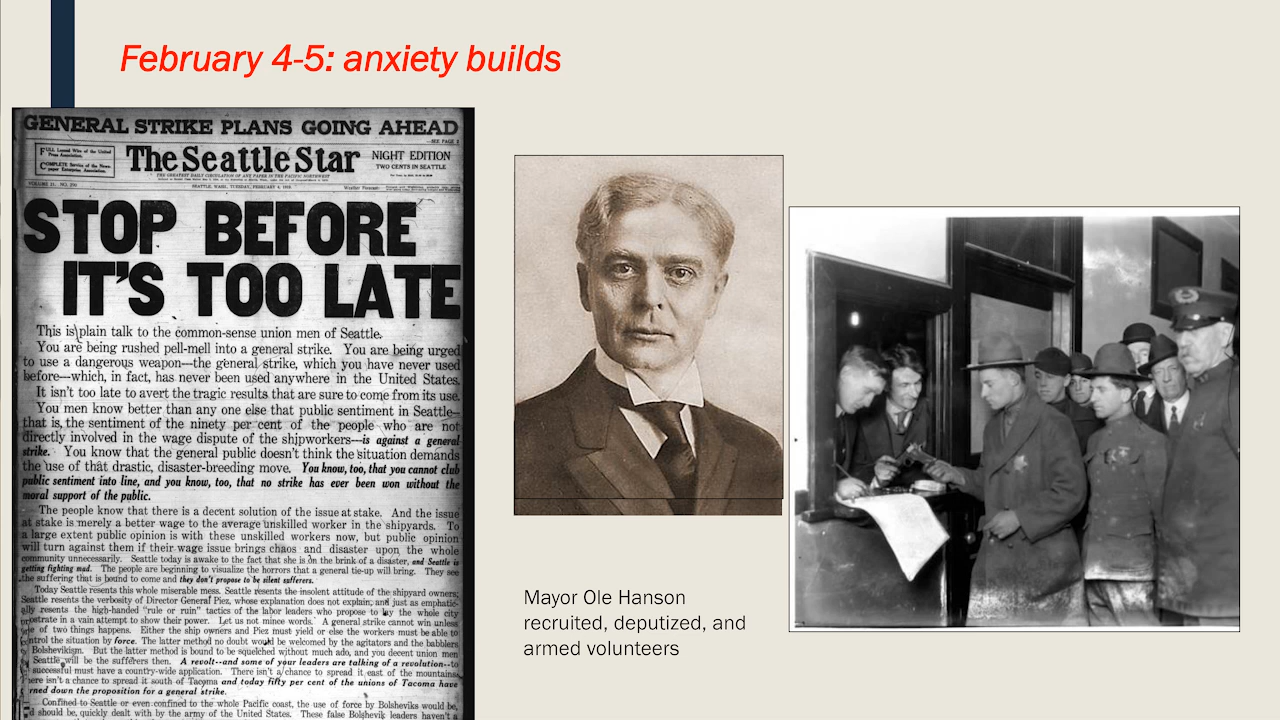 February 4-5: anxiety builds
GENERAL STRIKE PLANS GOING AHEAD
—SEE PAGE 2
FULL Leased Wire of the United
Press Association.
COMPLETE Service of the News-
paper Enterprise Association.
The Seattle Star
NIGHT EDITION
TWO CENTS IN SEATTLE
THE GREATEST DAILY CIRCULATION OF ANY PAPER IN THE PACIFIC NORTHWEST
VOLUME 21. NO. 290
SEATTLE, WASH., TUESDAY, FEBRUARY 4, 1919.
Weather Forecast:
STOP BEFORE
IT'S TOO LATE
This is plain talk to the common-sense union men of Seattle.
You are being rushed pell-mell into a general strike. You are being urged
to use a dangerous weapon—the general strike, which you have never used
before—which, in fact, has never been used anywhere in the United States.
It isn't too late to avert the tragic results that are sure to come from its use.
You men know better than any one else that public sentiment in Seattle—
that is, the sentiment of the ninety per cent of the people who are not
directly involved in the wage dispute of the shipworkers—is against a general
strike. You know that the general public doesn't think the situation demands
the use of that drastic, disaster-breeding move. You know, too, that you cannot club
public sentiment into line, and you know, too, that no strike has ever been won without the
moral support of the public.
The people know that there is a decent solution of the issue at stake. And the issue
at stake is merely a better wage to the average unskilled worker in the shipyards. To
a large extent public opinion is with these unskilled workers now, but public opinion
will turn against them if their wage issue brings chaos and disaster upon the whole
community unnecessarily. Seattle today is awake to the fact that she is on the brink of a disaster, and Seattle is
getting fighting mad. The people are beginning to visualize the horrors that a general tie-up will bring. They see
the suffering that is bound to come and they don't propose to be silent sufferers.
Today Seattle resents this whole miserable mess. Seattle resents the insolent attitude of the shipyard owners;
Seattle resents the verbosity of Director General Piez, whose explanation does not explain, and just as emphatic-
ally resents the high-handed "rule or ruin" tactics of the labor leaders who propose to lay the whole city
prostrate in a vain attempt to show their power. Let us not mince words. A general strike cannot win unless
one of two things happens. Either the ship owners and Piez must yield or else the workers must be able to
control the situation by force. The latter method no doubt would be welcomed by the agitators and the babblers
of Bolshevikism. But the latter method is bound to be squelched without much ado, and you decent union men
of Seattle will be the sufferers then. A revolt—and some of your leaders are talking of a revolution—to
successful must have a country-wide application. There isn't a chance to spread it east of the mountains
There isn't a chance to spread it south of Tacoma and today fifty per cent of the unions of Tacoma have
turned down the proposition for a general strike.
Confined to Seattle or even confined to the whole Pacific coast, the use of force by Bolsheviks would be,
and should be, quickly dealt with by the army of the United States. These false Bolshevik leaders haven't a
Mayor Ole Hanson
recruited, deputized, and
armed volunteers